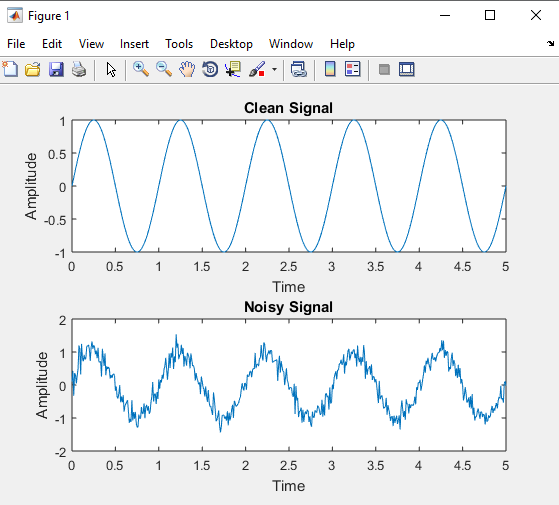 Figure 1
File Edit View Insert Tools Desktop Window Help
Clean Signal
1
0.5
0
-0.5
-1
Amplitude
0 0.5 1 1.5 2 2.5 3 3.5 4 4.5 5
Time
Noisy Signal
2
1
0
-1
-2
Amplitude
0 0.5 1 1.5 2 2.5 3 3.5 4 4.5 5
Time